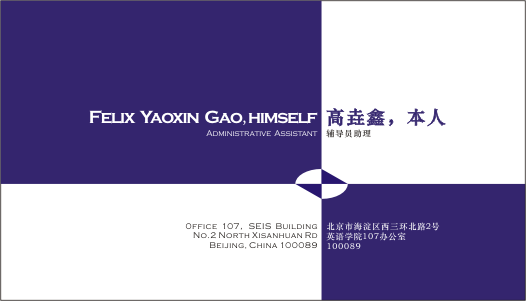 FELIX YAOXIN GAO, HIMSELF
高垚鑫，本人
ADMINISTRATIVE ASSISTANT
辅导员助理
0FFICE 107, SEIS BUILDING
NO.2 NORTH XISANHUAN RD
BEIJING, CHINA 100089
北京市海淀区西三环北路2号
英语学院107办公室
100089